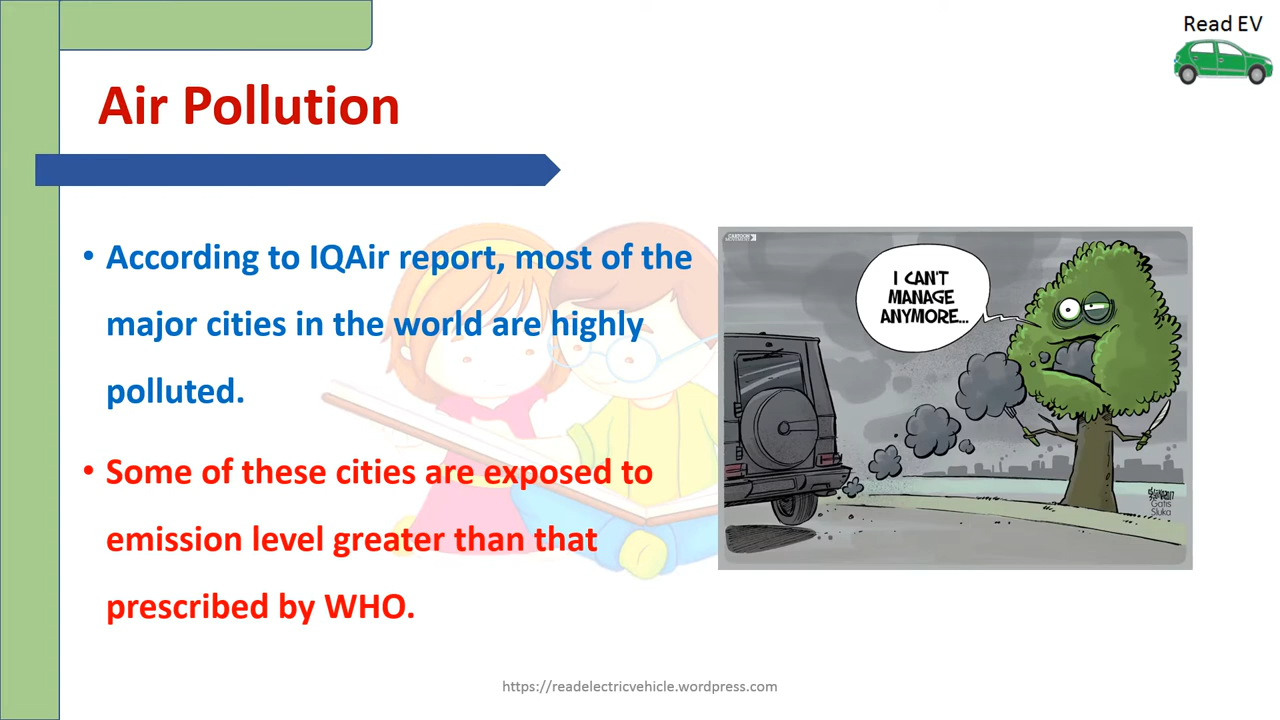 Read EV
Air Pollution
• According to IQAir report, most of the
major cities in the world are highly
polluted.
• Some of these cities are exposed to
emission level greater than that
prescribed by WHO.
CARTOON
MOVEMENT
I CAN'T
MANAGE
ANYMORE...
Gatis
Sluka
https://readelectricvehicle.wordpress.com